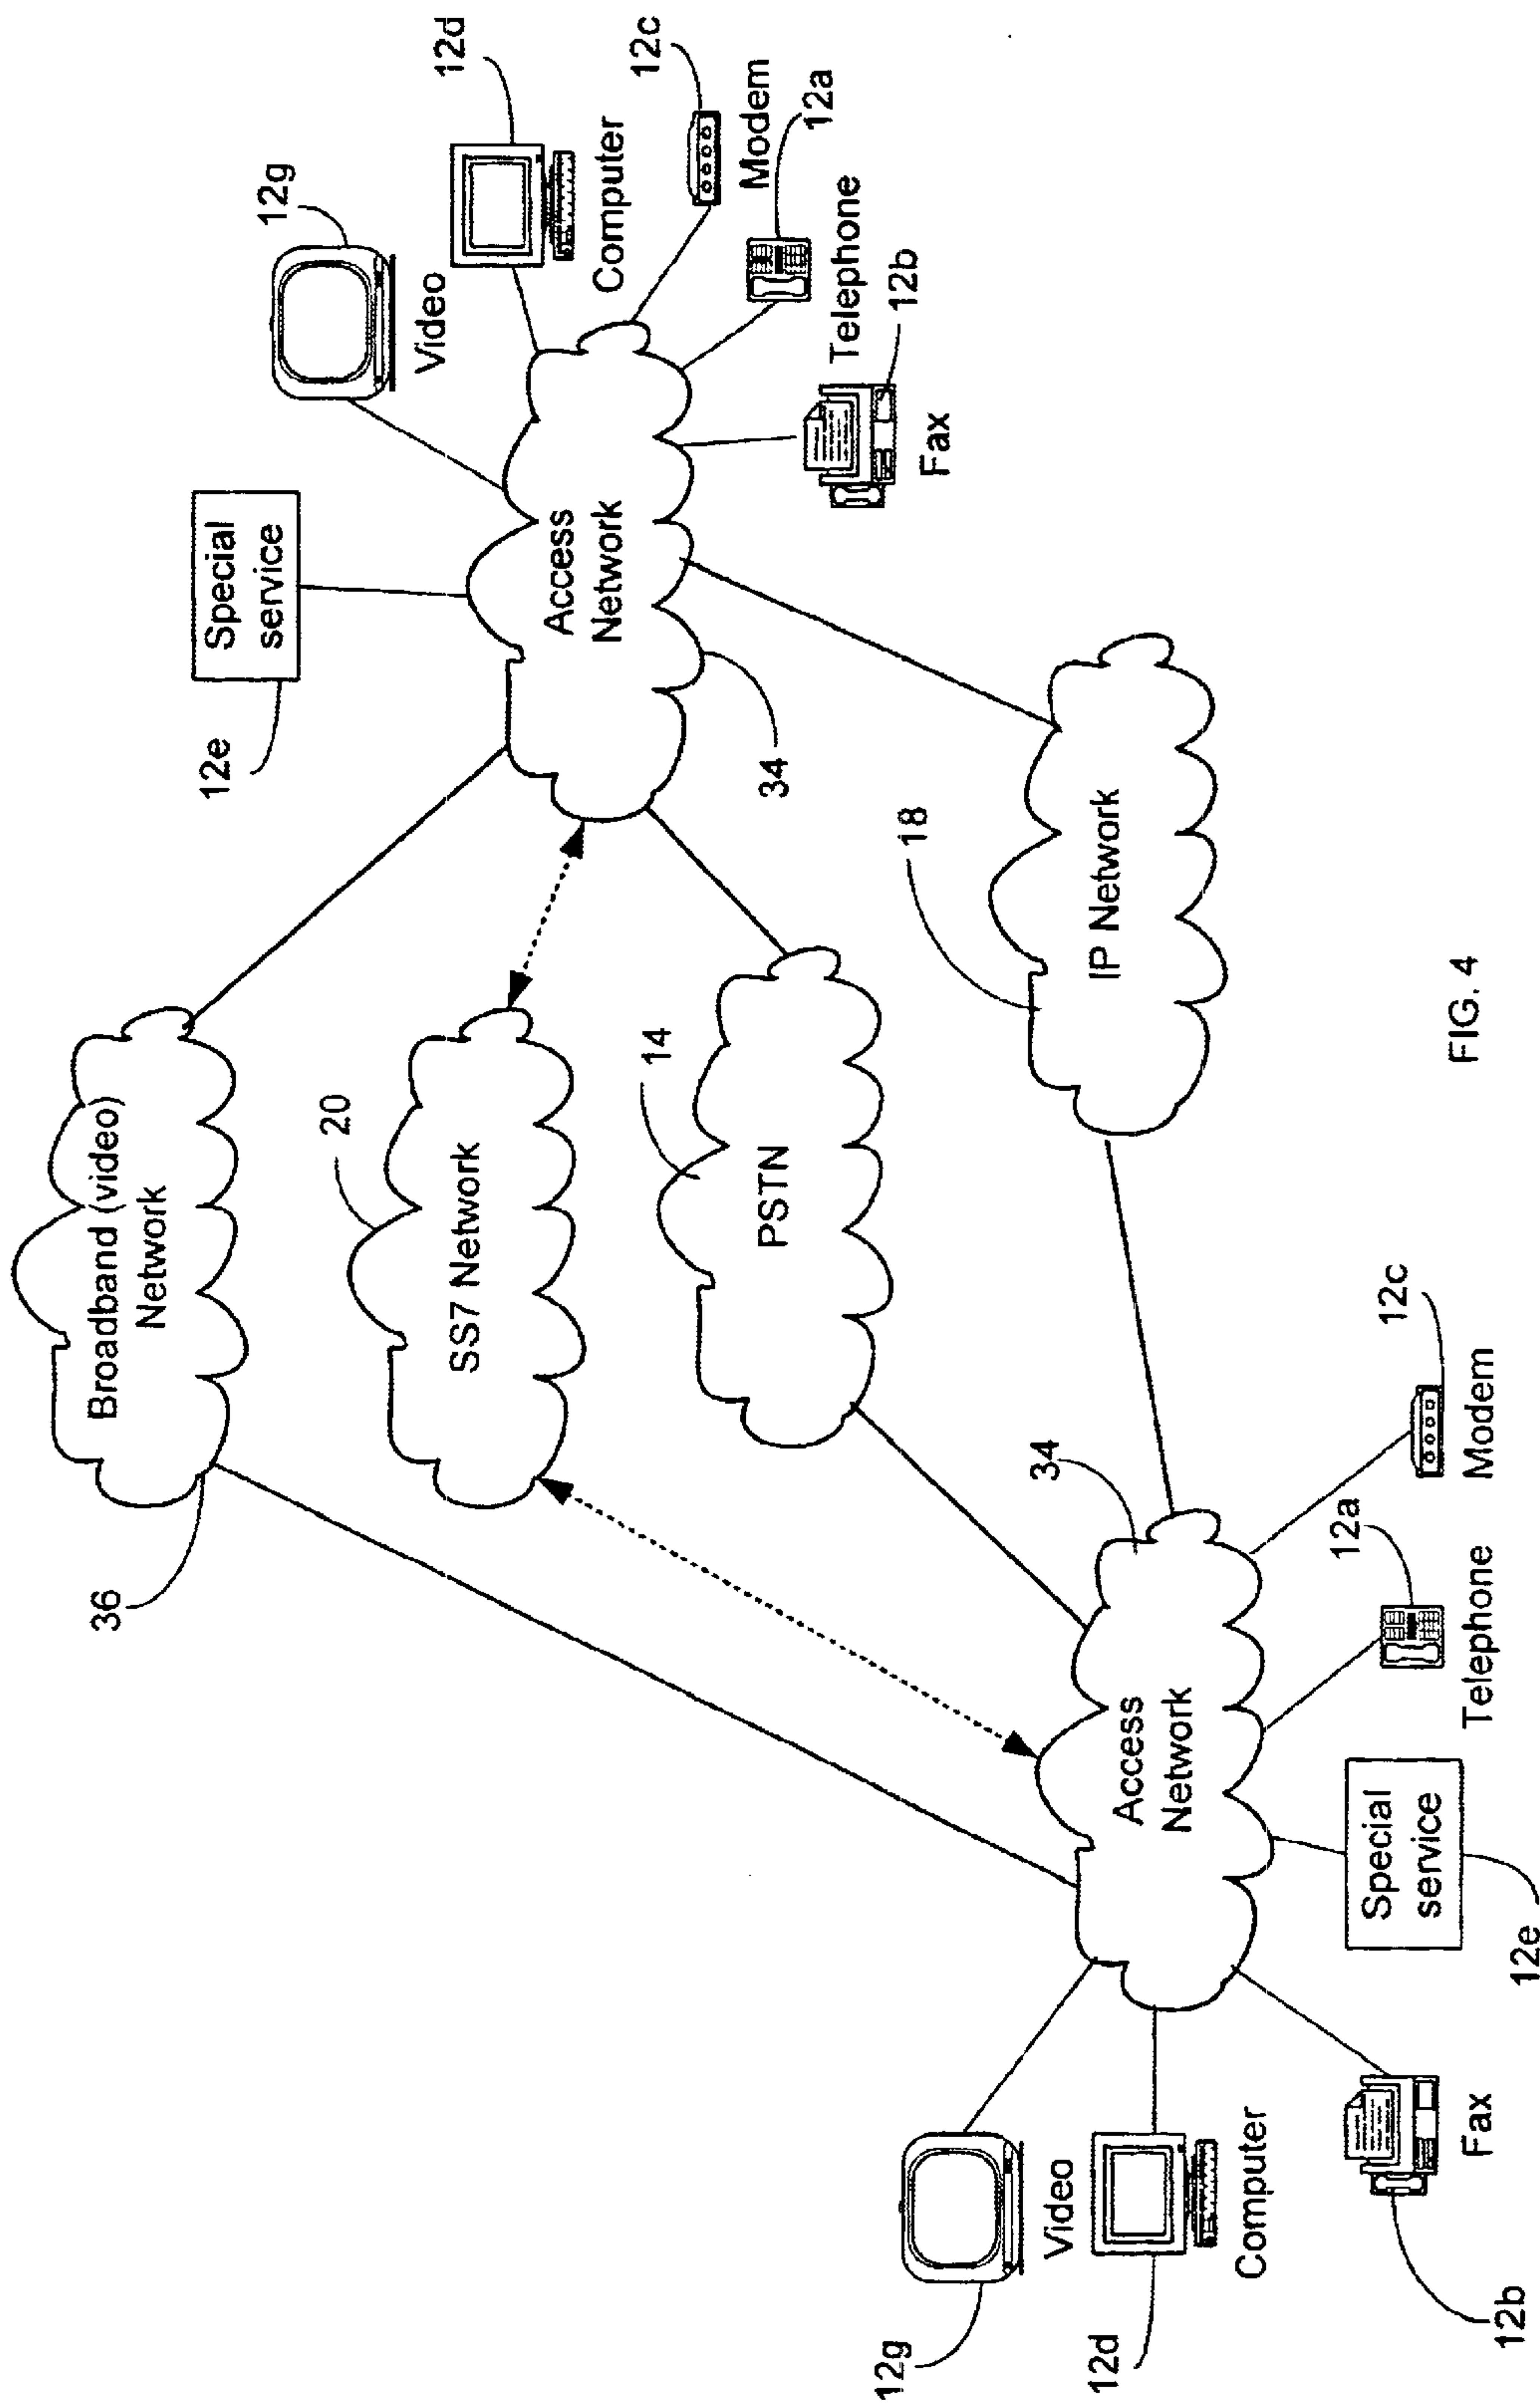 Broadband (video)
Network
36
SS7 Network
20
PSTN
14
IP Network
18
Access
Network
34
Special
service
12e
Video
12g
Computer
12d
Modem
12c
Telephone
12a
Fax
12b
Access
Network
34
Video
12g
Computer
12d
Fax
12b
Special
service
12e
Telephone
12a
Modem
12c
FIG. 4